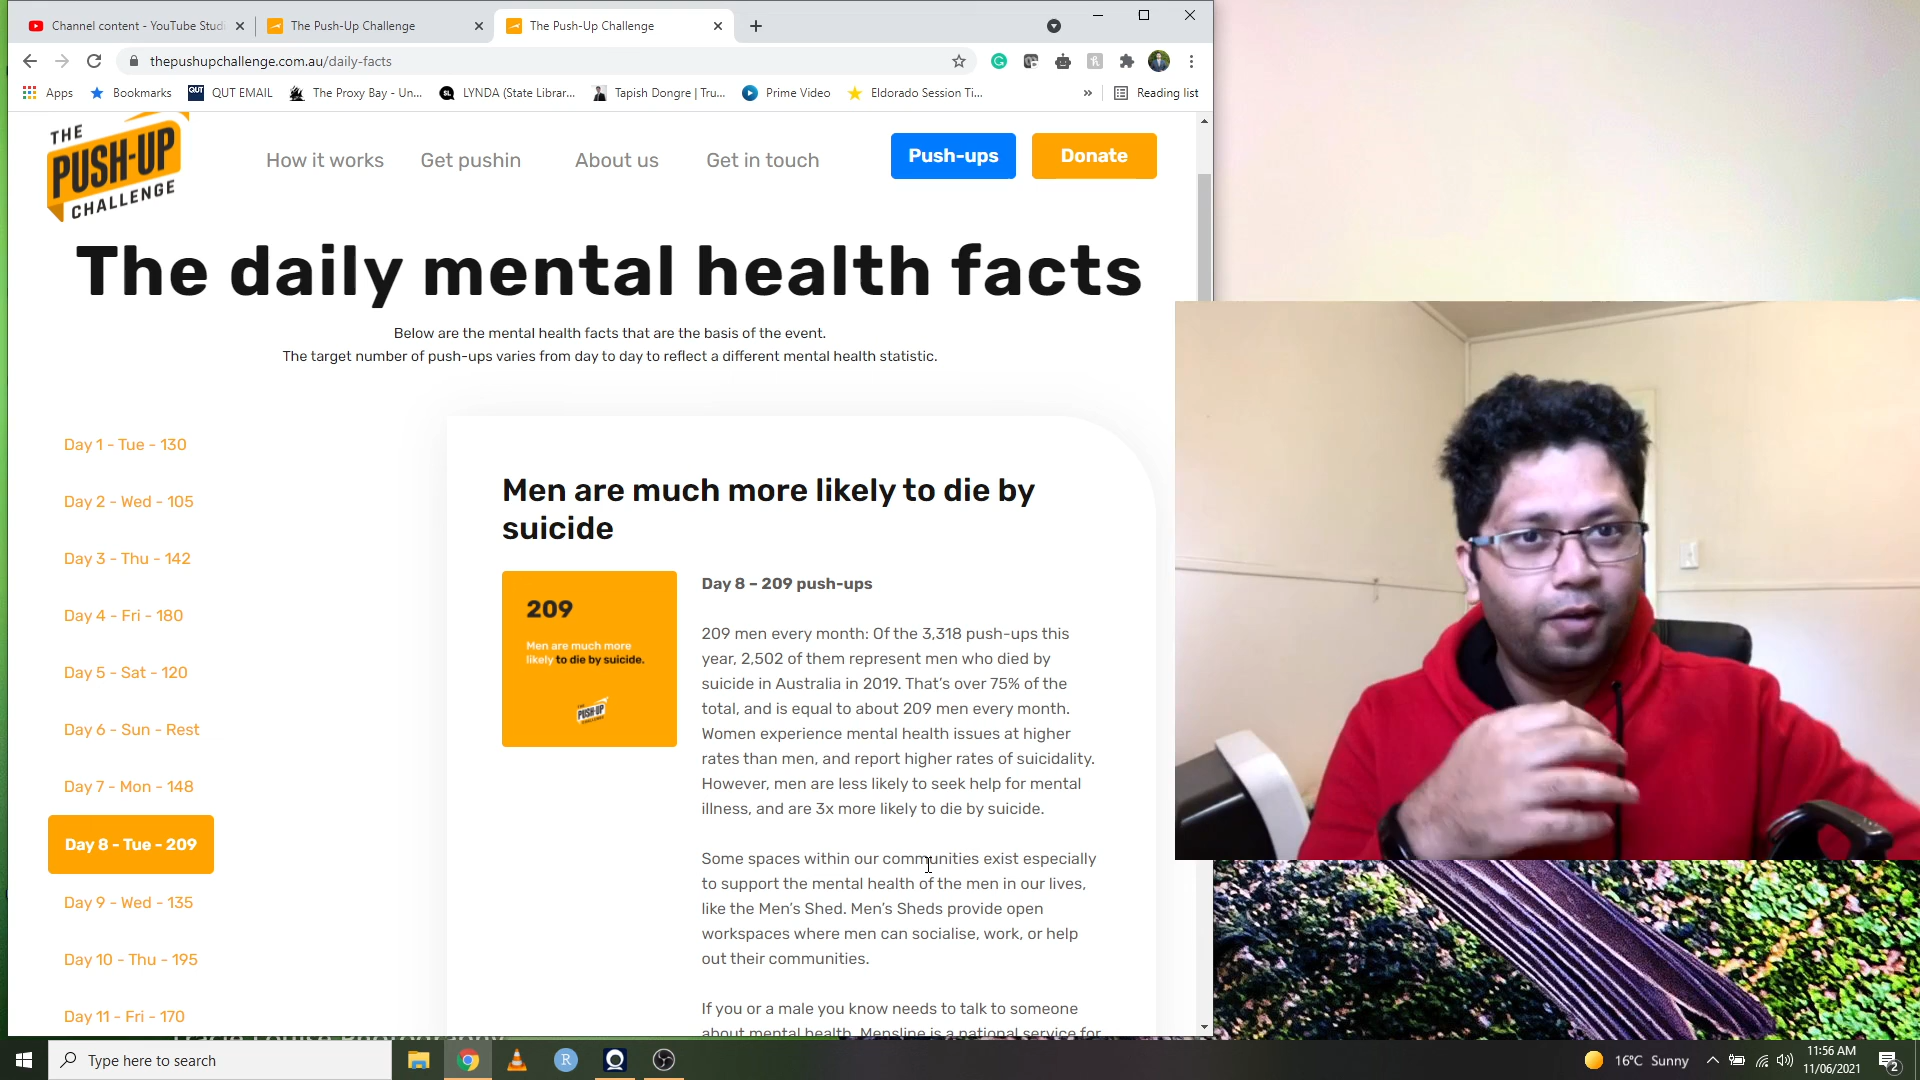 Channel content - YouTube Studi
The Push-Up Challenge
The Push-Up Challenge
thepushupchallenge.com.au/daily-facts
Apps
Bookmarks
QUT
QUT EMAIL
The Proxy Bay - Un...
SL
LYNDA (State Librar...
Tapish Dongre | Tru...
Prime Video
Eldorado Session Ti...
»
Reading list
THE
PUSH-UP
CHALLENGE
How it works
Get pushin
About us
Get in touch
Push-ups
Donate
The daily mental health facts
Below are the mental health facts that are the basis of the event.
The target number of push-ups varies from day to day to reflect a different mental health statistic.
Day 1 - Tue - 130
Day 2 - Wed - 105
Day 3 - Thu - 142
Day 4 - Fri - 180
Day 5 - Sat - 120
Day 6 - Sun - Rest
Day 7 - Mon - 148
Day 8 - Tue - 209
Day 9 - Wed - 135
Day 10 - Thu - 195
Day 11 - Fri - 170
Men are much more likely to die by
suicide
209
Men are much more
likely to die by suicide.
THE
PUSH-UP
CHALLENGE
Day 8 – 209 push-ups
209 men every month: Of the 3,318 push-ups this
year, 2,502 of them represent men who died by
suicide in Australia in 2019. That's over 75% of the
total, and is equal to about 209 men every month.
Women experience mental health issues at higher
rates than men, and report higher rates of suicidality.
However, men are less likely to seek help for mental
illness, and are 3x more likely to die by suicide.
Some spaces within our communities exist especially
to support the mental health of the men in our lives,
like the Men's Shed. Men's Sheds provide open
workspaces where men can socialise, work, or help
out their communities.
If you or a male you know needs to talk to someone
about mental health, Mensline is a national service for
Type here to search
R
16°C Sunny
11:56 AM
11/06/2021
2